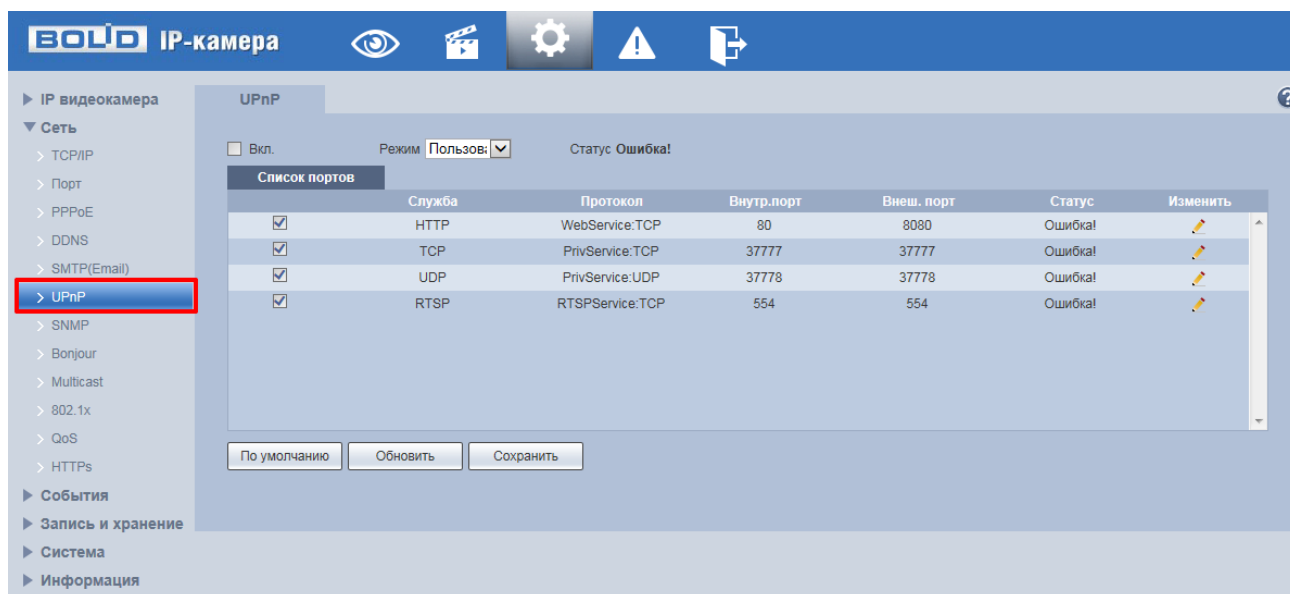 BOLID IP-камера
IP видеокамера
Сеть
TCP/IP
Порт
PPPoE
DDNS
SMTP(Email)
UPnP
SNMP
Bonjour
Multicast
802.1x
QoS
HTTPs
События
Запись и хранение
Система
Информация
UPnP
?
Вкл. Режим Пользов: Статус Ошибка!
Список портов
Служба Протокол Внутр.порт Внеш. порт Статус Изменить
HTTP WebService:TCP 80 8080 Ошибка!
TCP PrivService:TCP 37777 37777 Ошибка!
UDP PrivService:UDP 37778 37778 Ошибка!
RTSP RTSPService:TCP 554 554 Ошибка!
По умолчанию Обновить Сохранить